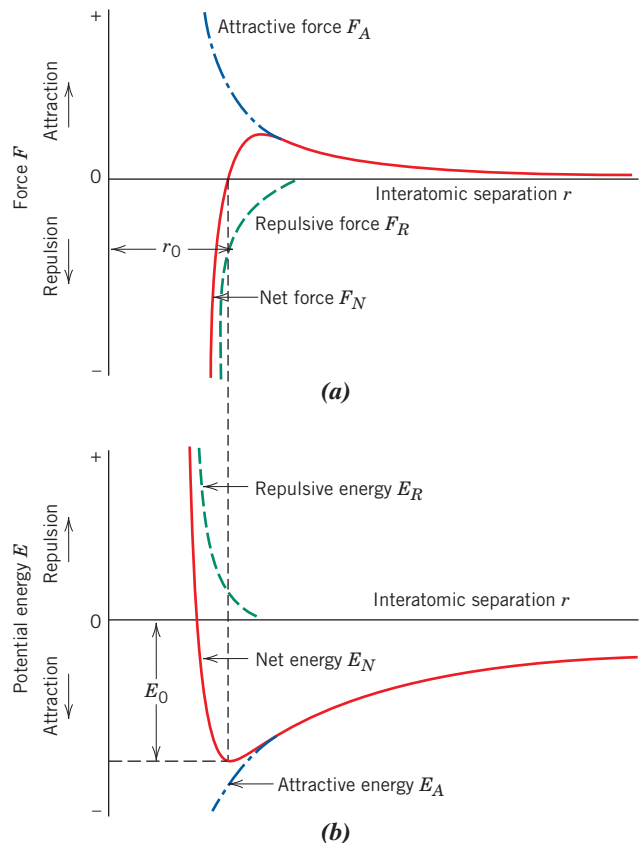 +
Attractive force F_A
Attraction
Force F
0
Interatomic separation r
Repulsion
Repulsive force F_R
r_0
Net force F_N
–
(a)
+
Repulsive energy E_R
Repulsion
Potential energy E
Interatomic separation r
0
Net energy E_N
E_0
Attraction
Attractive energy E_A
–
(b)